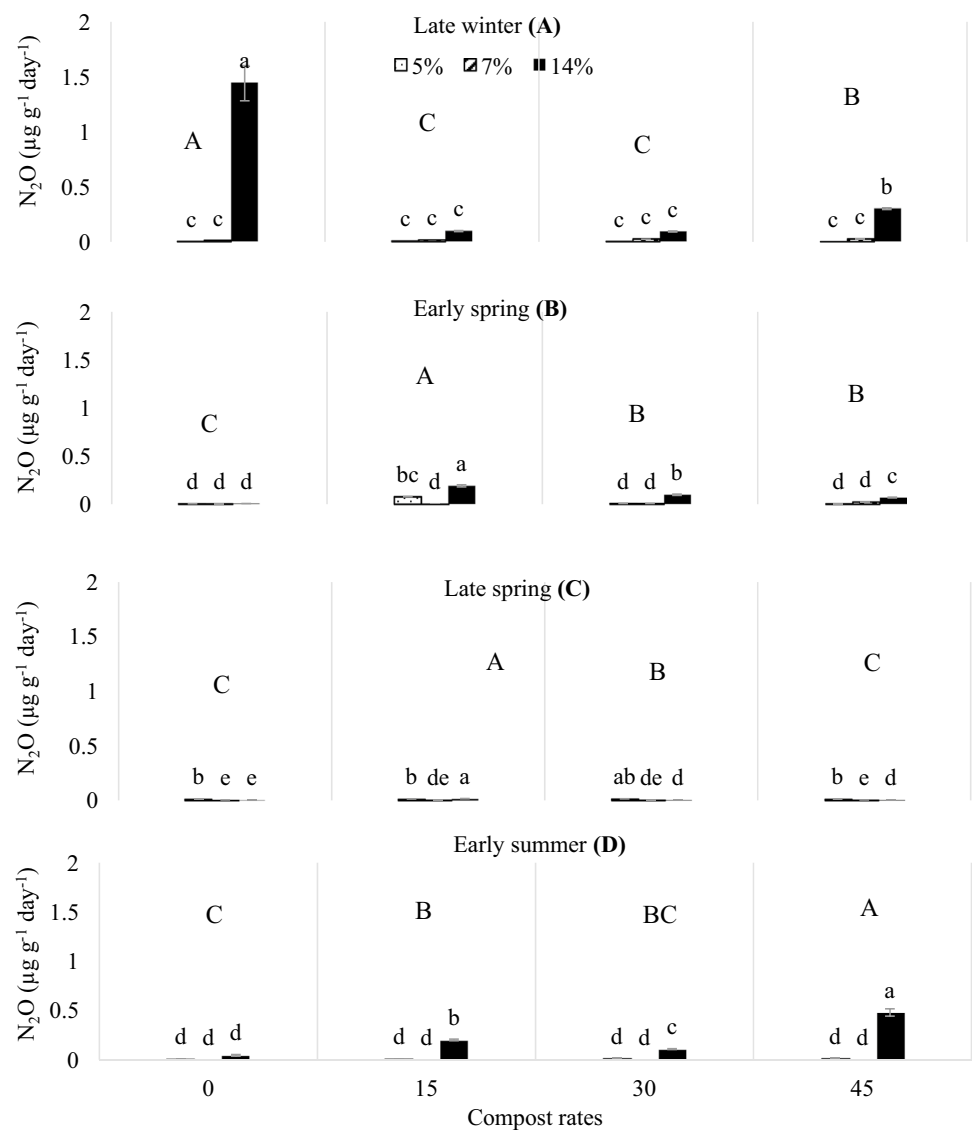 Late winter (A)
5% 7% 14%
N₂O (µg g⁻¹ day⁻¹)
2
1.5
1
0.5
0
A C C B
c c a c c c c c c c c b
Early spring (B)
N₂O (µg g⁻¹ day⁻¹)
2
1.5
1
0.5
0
C A B B
d d d bc d a d d b d d c
Late spring (C)
N₂O (µg g⁻¹ day⁻¹)
2
1.5
1
0.5
0
C A B C
b e e b de a ab de d b e d
Early summer (D)
N₂O (µg g⁻¹ day⁻¹)
2
1.5
1
0.5
0
C B BC A
d d d d d b d d c d d a
0 15 30 45
Compost rates